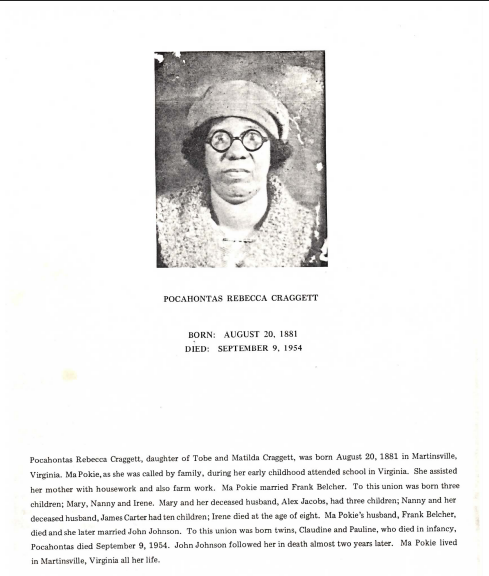 POCAHONTAS REBECCA CRAGGETT
BORN: AUGUST 20, 1881
DIED: SEPTEMBER 9, 1954
Pocahontas Rebecca Craggett, daughter of Tobe and Matilda Craggett, was born August 20, 1881 in Martinsville,
Virginia. Ma Pokie, as she was called by family, during her early childhood attended school in Virginia. She assisted
her mother with housework and also farm work. Ma Pokie married Frank Belcher. To this union was born three
children; Mary, Nanny and Irene. Mary and her deceased husband, Alex Jacobs, had three children; Nanny and her
deceased husband, James Carter had ten children; Irene died at the age of eight. Ma Pokie's husband, Frank Belcher,
died and she later married John Johnson. To this union was born twins, Claudine and Pauline, who died in infancy,
Pocahontas died September 9, 1954. John Johnson followed her in death almost two years later. Ma Pokie lived
in Martinsville, Virginia all her life.